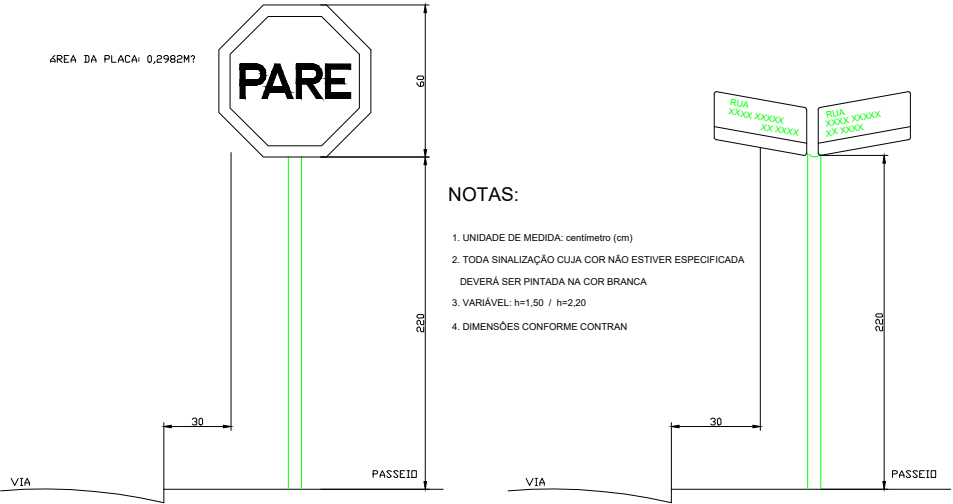 ÁREA DA PLACA: 0,2982M?
PARE
60
220
30
VIA
PASSEIO
NOTAS:
1. UNIDADE DE MEDIDA: centímetro (cm)
2. TODA SINALIZAÇÃO CUJA COR NÃO ESTIVER ESPECIFICADA
DEVERÁ SER PINTADA NA COR BRANCA
3. VARIÁVEL: h=1,50 / h=2,20
4. DIMENSÕES CONFORME CONTRAN
RUA
XXXX XXXXX
XX XXXX
RUA
XXXX XXXXX
XX XXXX
220
30
VIA
PASSEIO